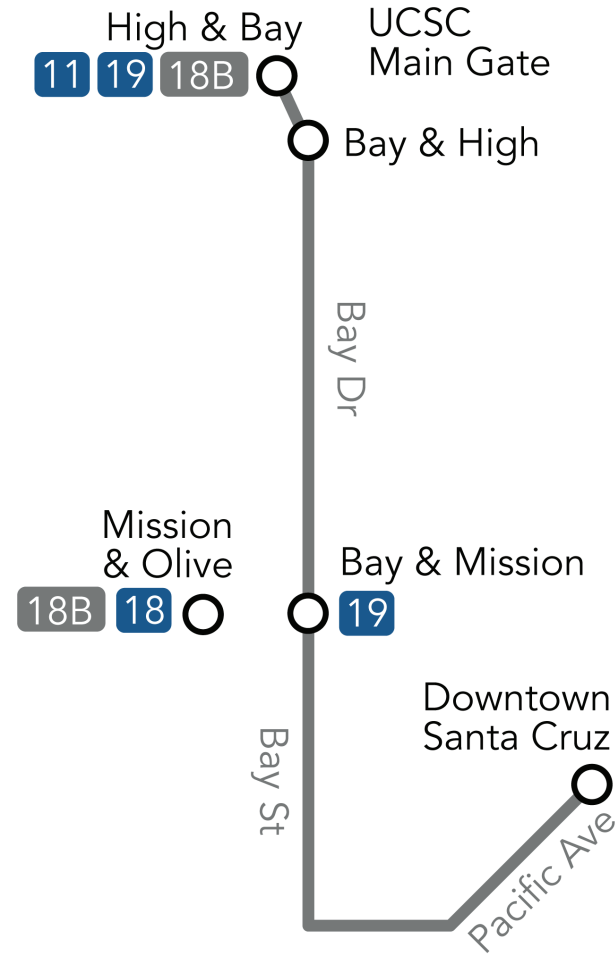 High & Bay
11 19 18B
UCSC
Main Gate
Bay & High
Bay Dr
Mission
& Olive
18B 18
Bay & Mission
19
Downtown
Santa Cruz
Bay St
Pacific Ave